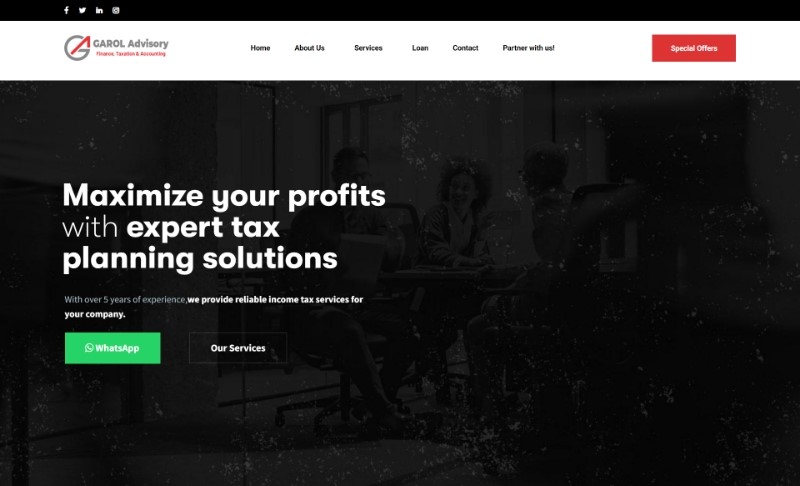 GAROL Advisory
Finance, Taxation & Accounting
Home About Us Services Loan Contact Partner with us!
Special Offers
Maximize your profits
with expert tax
planning solutions
With over 5 years of experience,we provide reliable income tax services for
your company.
WhatsApp
Our Services